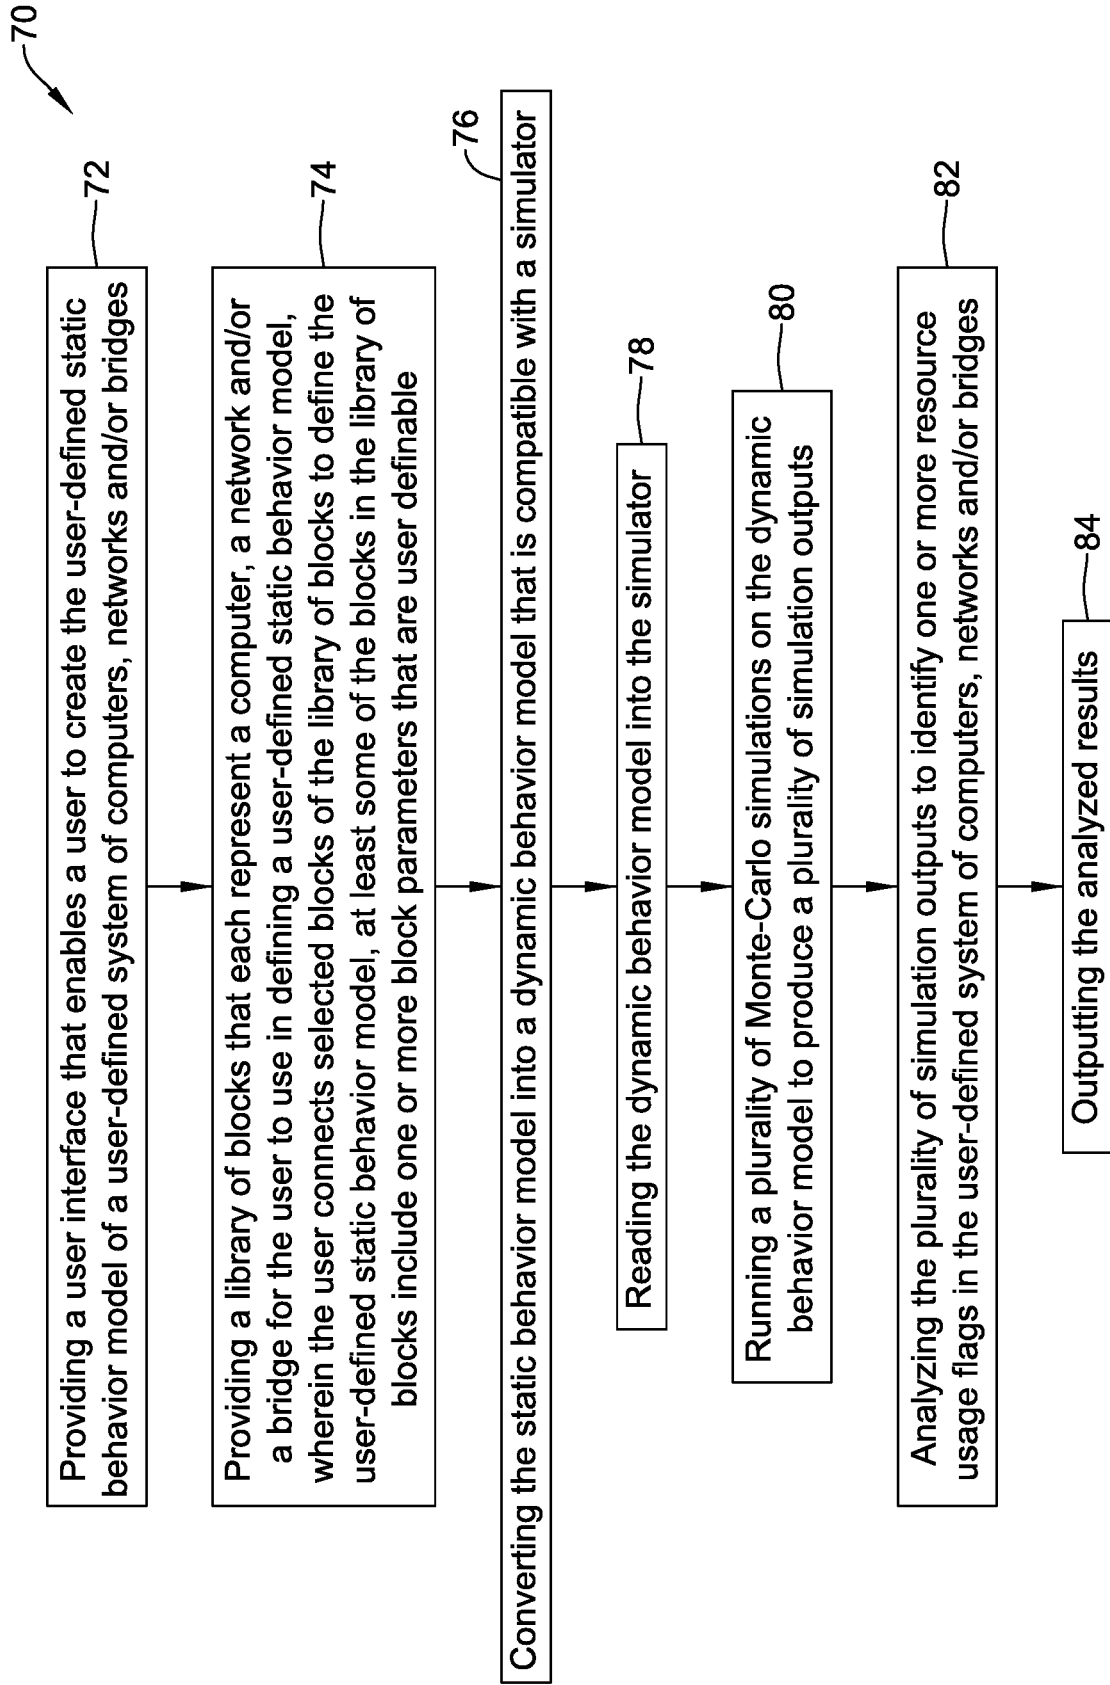 70
Providing a user interface that enables a user to create the user-defined static
behavior model of a user-defined system of computers, networks and/or bridges
72
Providing a library of blocks that each represent a computer, a network and/or
a bridge for the user to use in defining a user-defined static behavior model,
wherein the user connects selected blocks of the library of blocks to define the
user-defined static behavior model, at least some of the blocks in the library of
blocks include one or more block parameters that are user definable
74
Converting the static behavior model into a dynamic behavior model that is compatible with a simulator
76
Reading the dynamic behavior model into the simulator
78
Running a plurality of Monte-Carlo simulations on the dynamic
behavior model to produce a plurality of simulation outputs
80
Analyzing the plurality of simulation outputs to identify one or more resource
usage flags in the user-defined system of computers, networks and/or bridges
82
Outputting the analyzed results
84